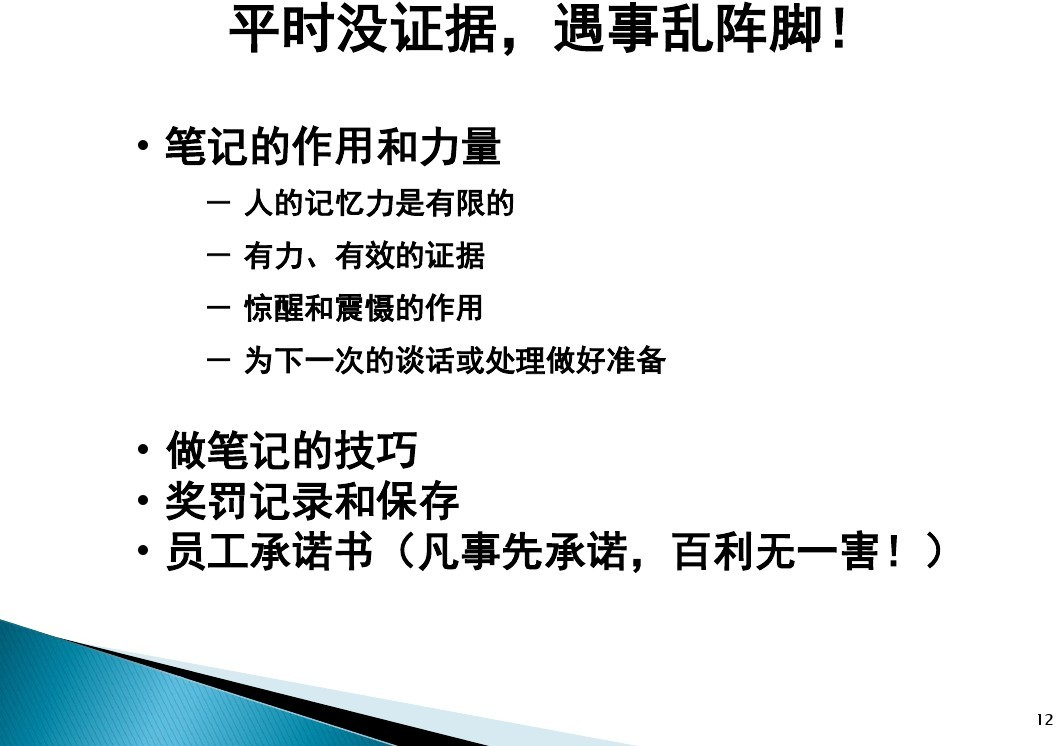 平时没证据，遇事乱阵脚！
• 笔记的作用和力量
－ 人的记忆力是有限的
－ 有力、有效的证据
－ 惊醒和震慑的作用
－ 为下一次的谈话或处理做好准备
• 做笔记的技巧
• 奖罚记录和保存
• 员工承诺书（凡事先承诺，百利无一害！）
12